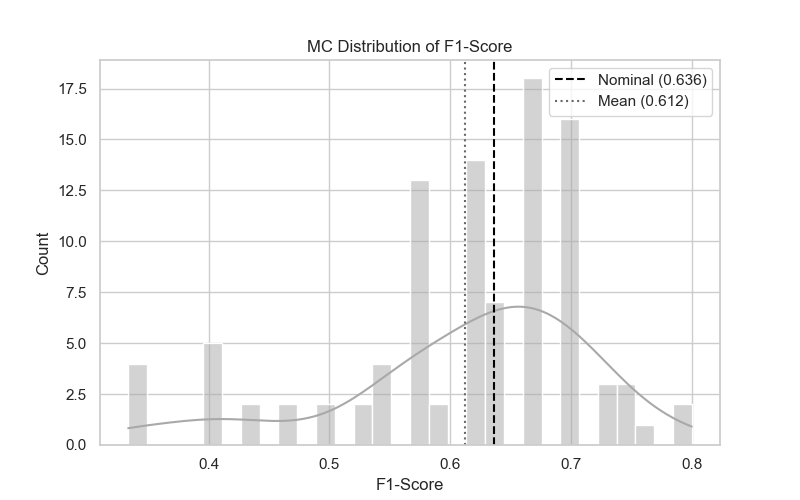 MC Distribution of F1-Score
Nominal (0.636)
Mean (0.612)
17.5
15.0
12.5
10.0
7.5
5.0
2.5
0.0
Count
0.4 0.5 0.6 0.7 0.8
F1-Score